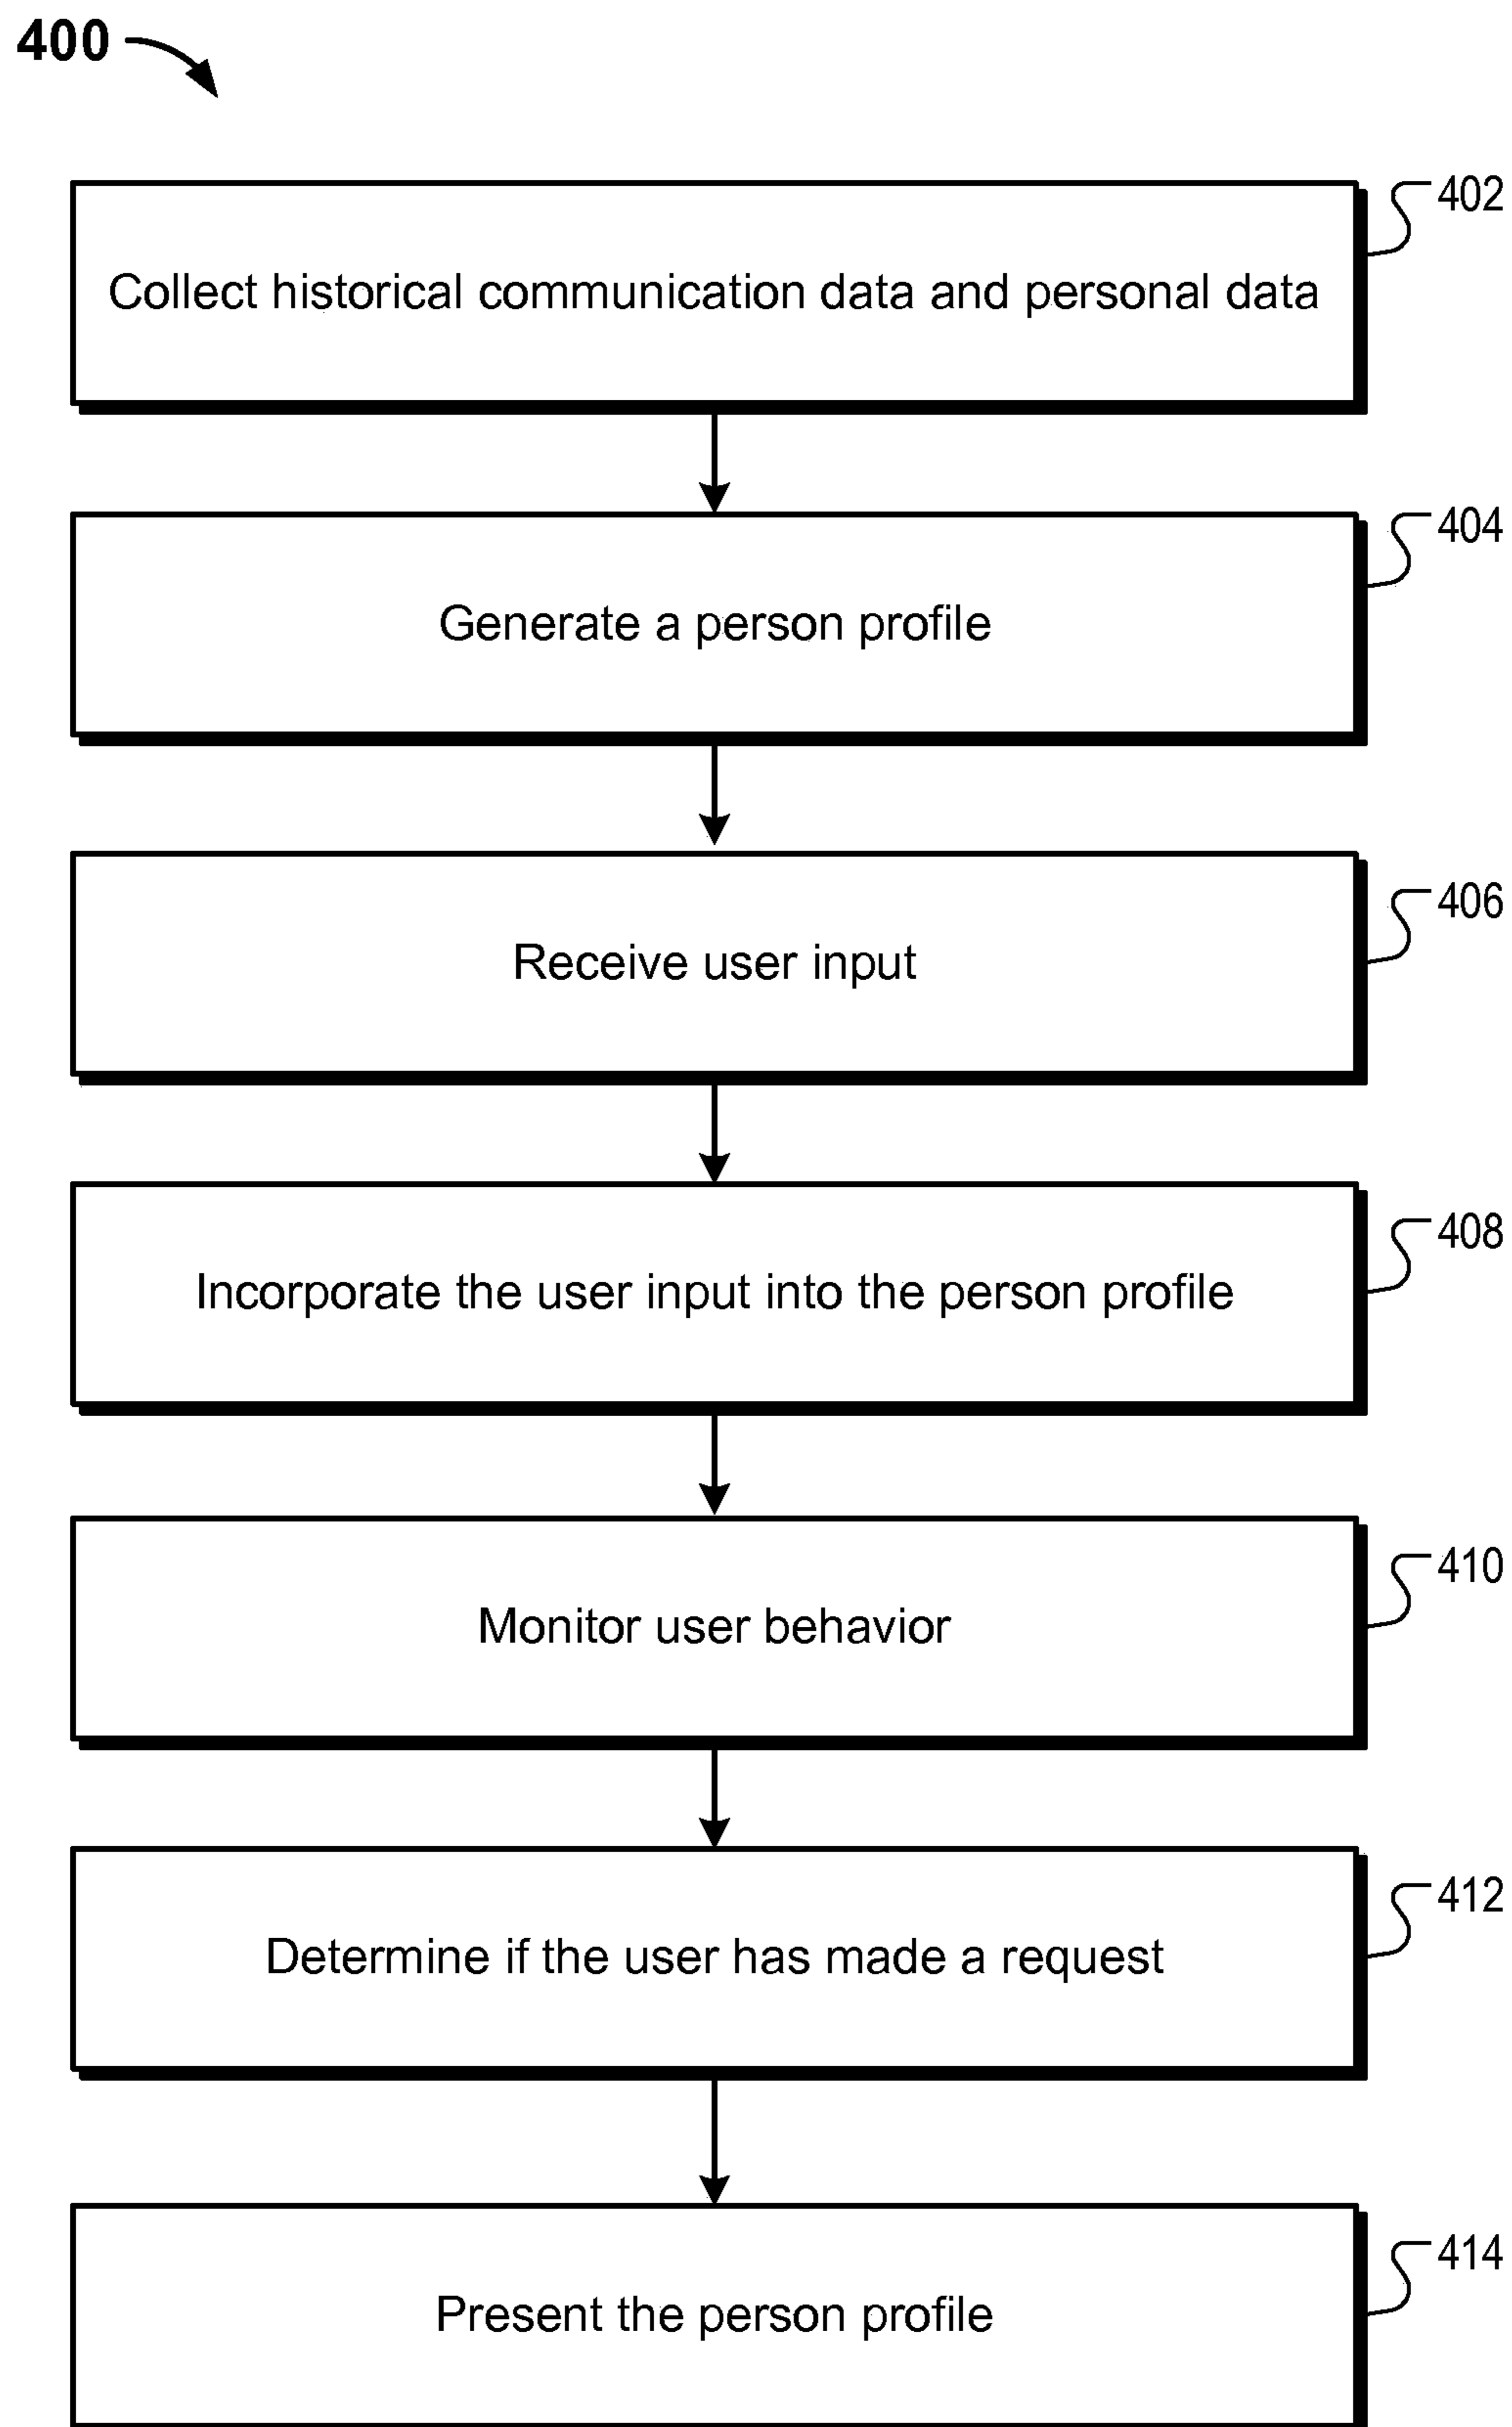 400
402
Collect historical communication data and personal data
404
Generate a person profile
406
Receive user input
408
Incorporate the user input into the person profile
410
Monitor user behavior
412
Determine if the user has made a request
414
Present the person profile